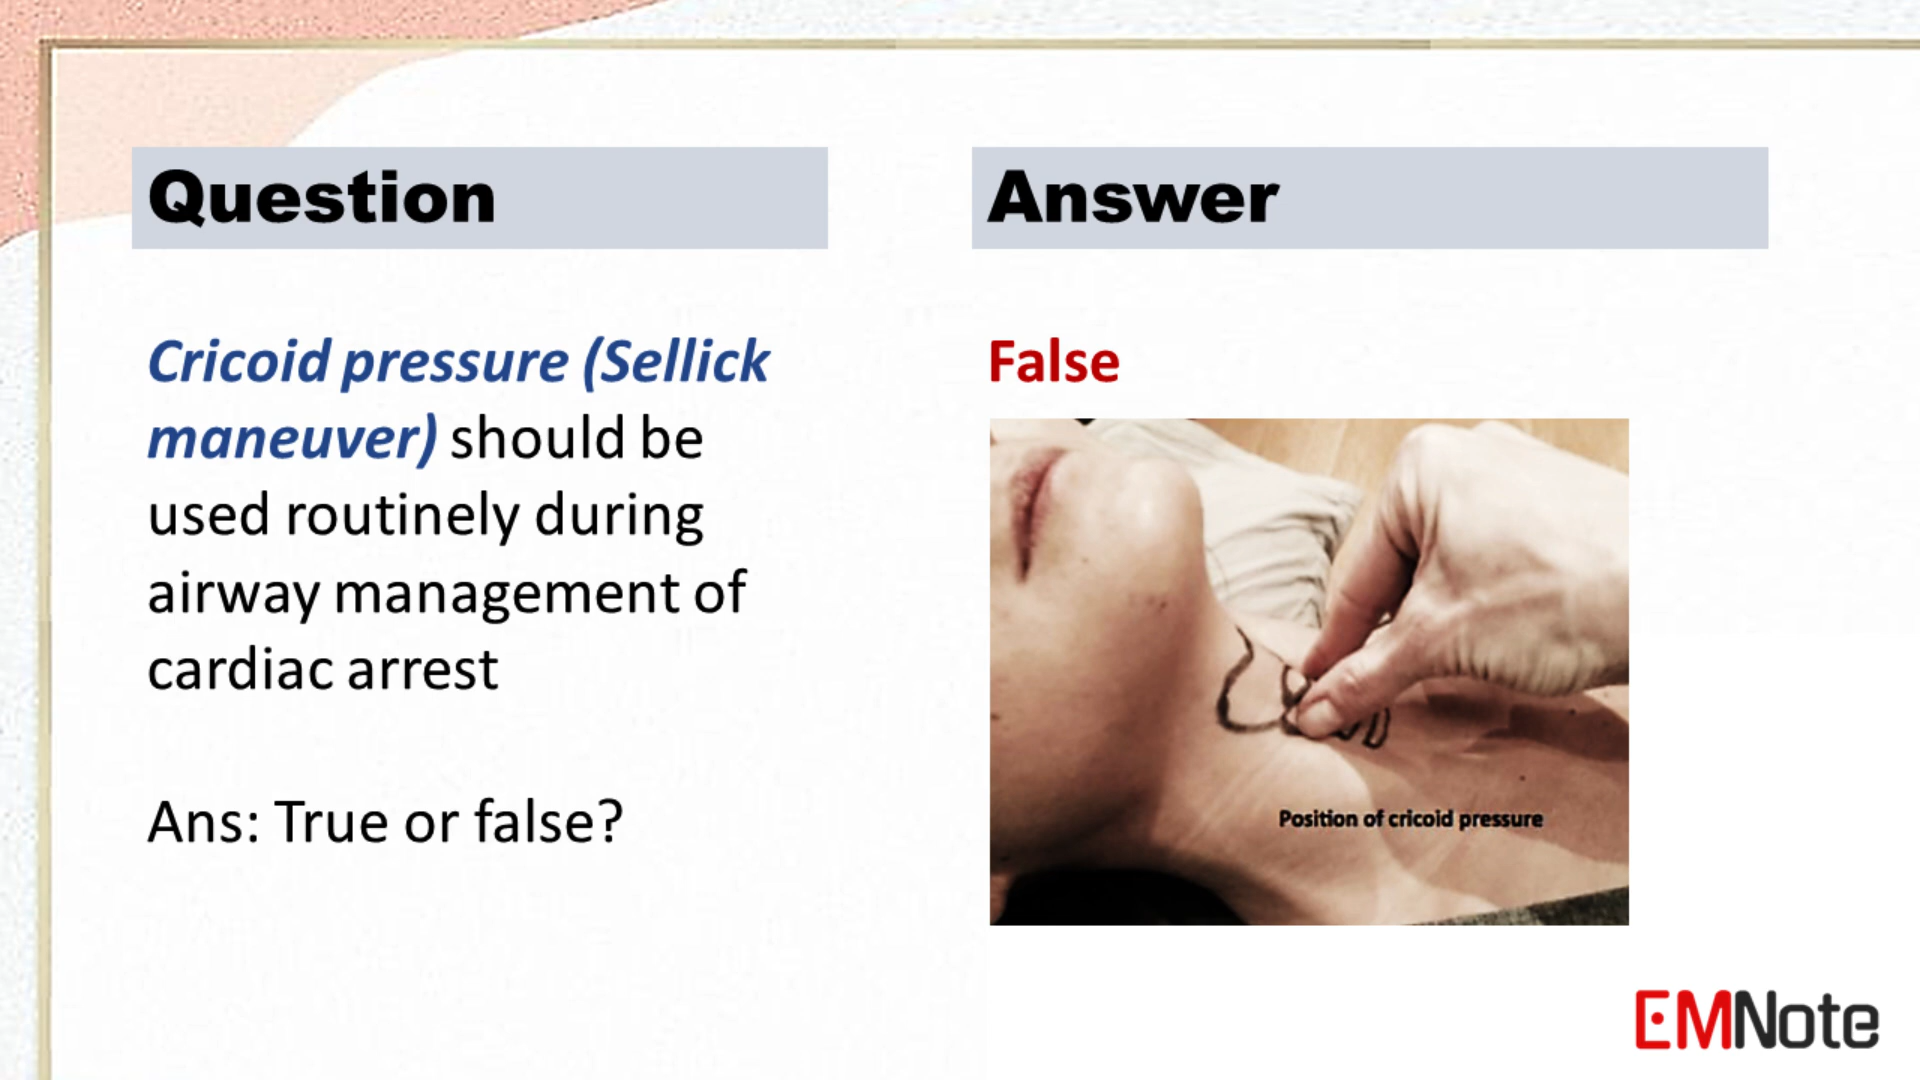 Question
Cricoid pressure (Sellick
maneuver) should be
used routinely during
airway management of
cardiac arrest
Ans: True or false?
Answer
False
Position of cricoid pressure
EMNote